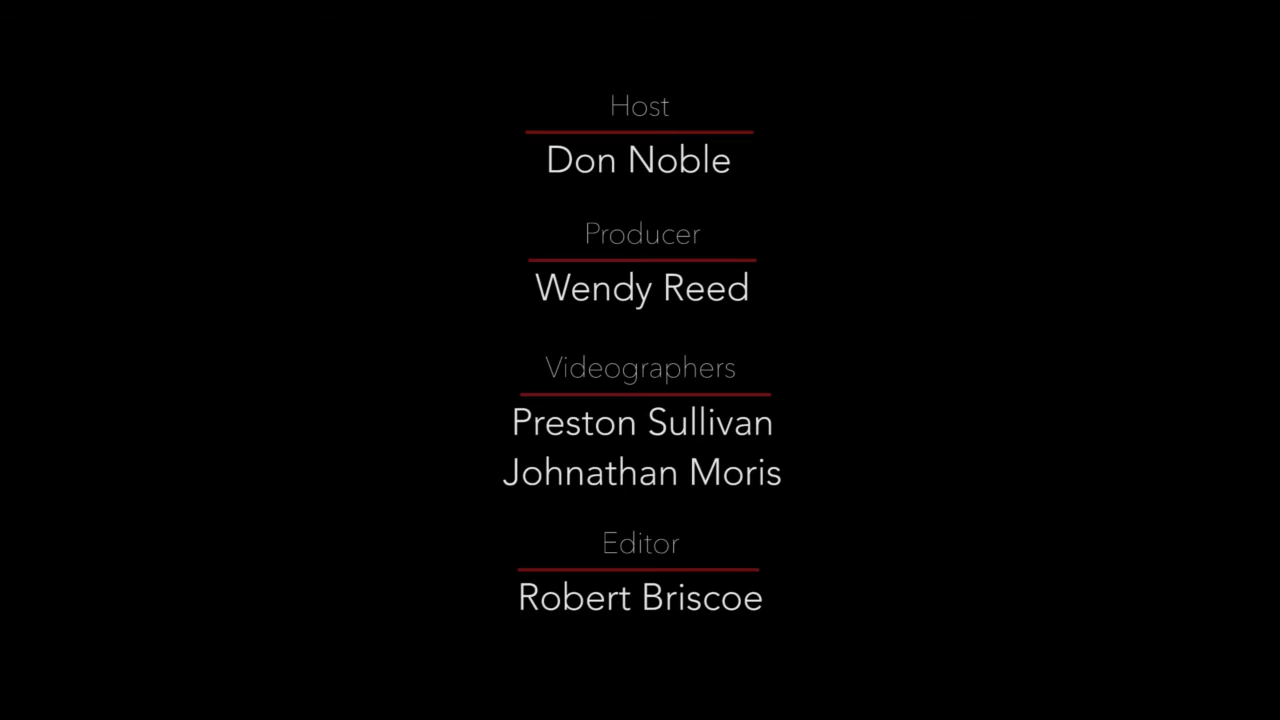 Host
Don Noble
Producer
Wendy Reed
Videographers
Preston Sullivan
Johnathan Moris
Editor
Robert Briscoe